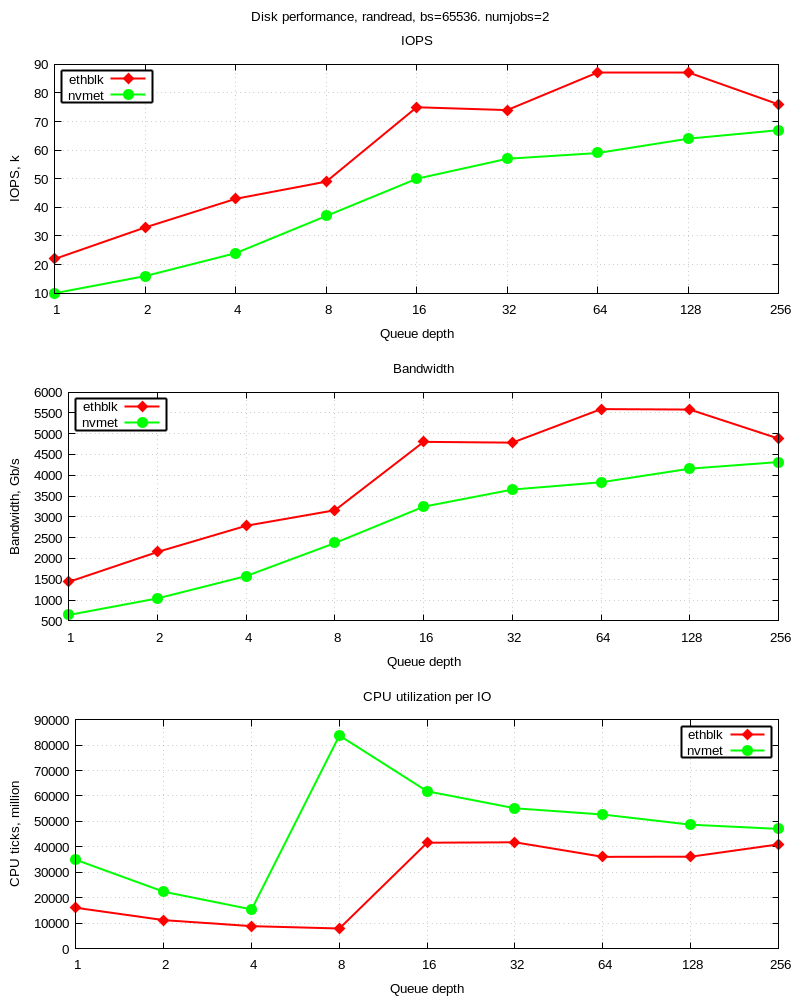 Disk performance, randread, bs=65536. numjobs=2
IOPS
90
80
70
60
50
40
30
20
10
IOPS, k
ethblk
nvmet
1 2 4 8 16 32 64 128 256
Queue depth
Bandwidth
6000
5500
5000
4500
4000
3500
3000
2500
2000
1500
1000
500
Bandwidth, Gb/s
ethblk
nvmet
1 2 4 8 16 32 64 128 256
Queue depth
CPU utilization per IO
90000
80000
70000
60000
50000
40000
30000
20000
10000
0
CPU ticks, million
ethblk
nvmet
1 2 4 8 16 32 64 128 256
Queue depth